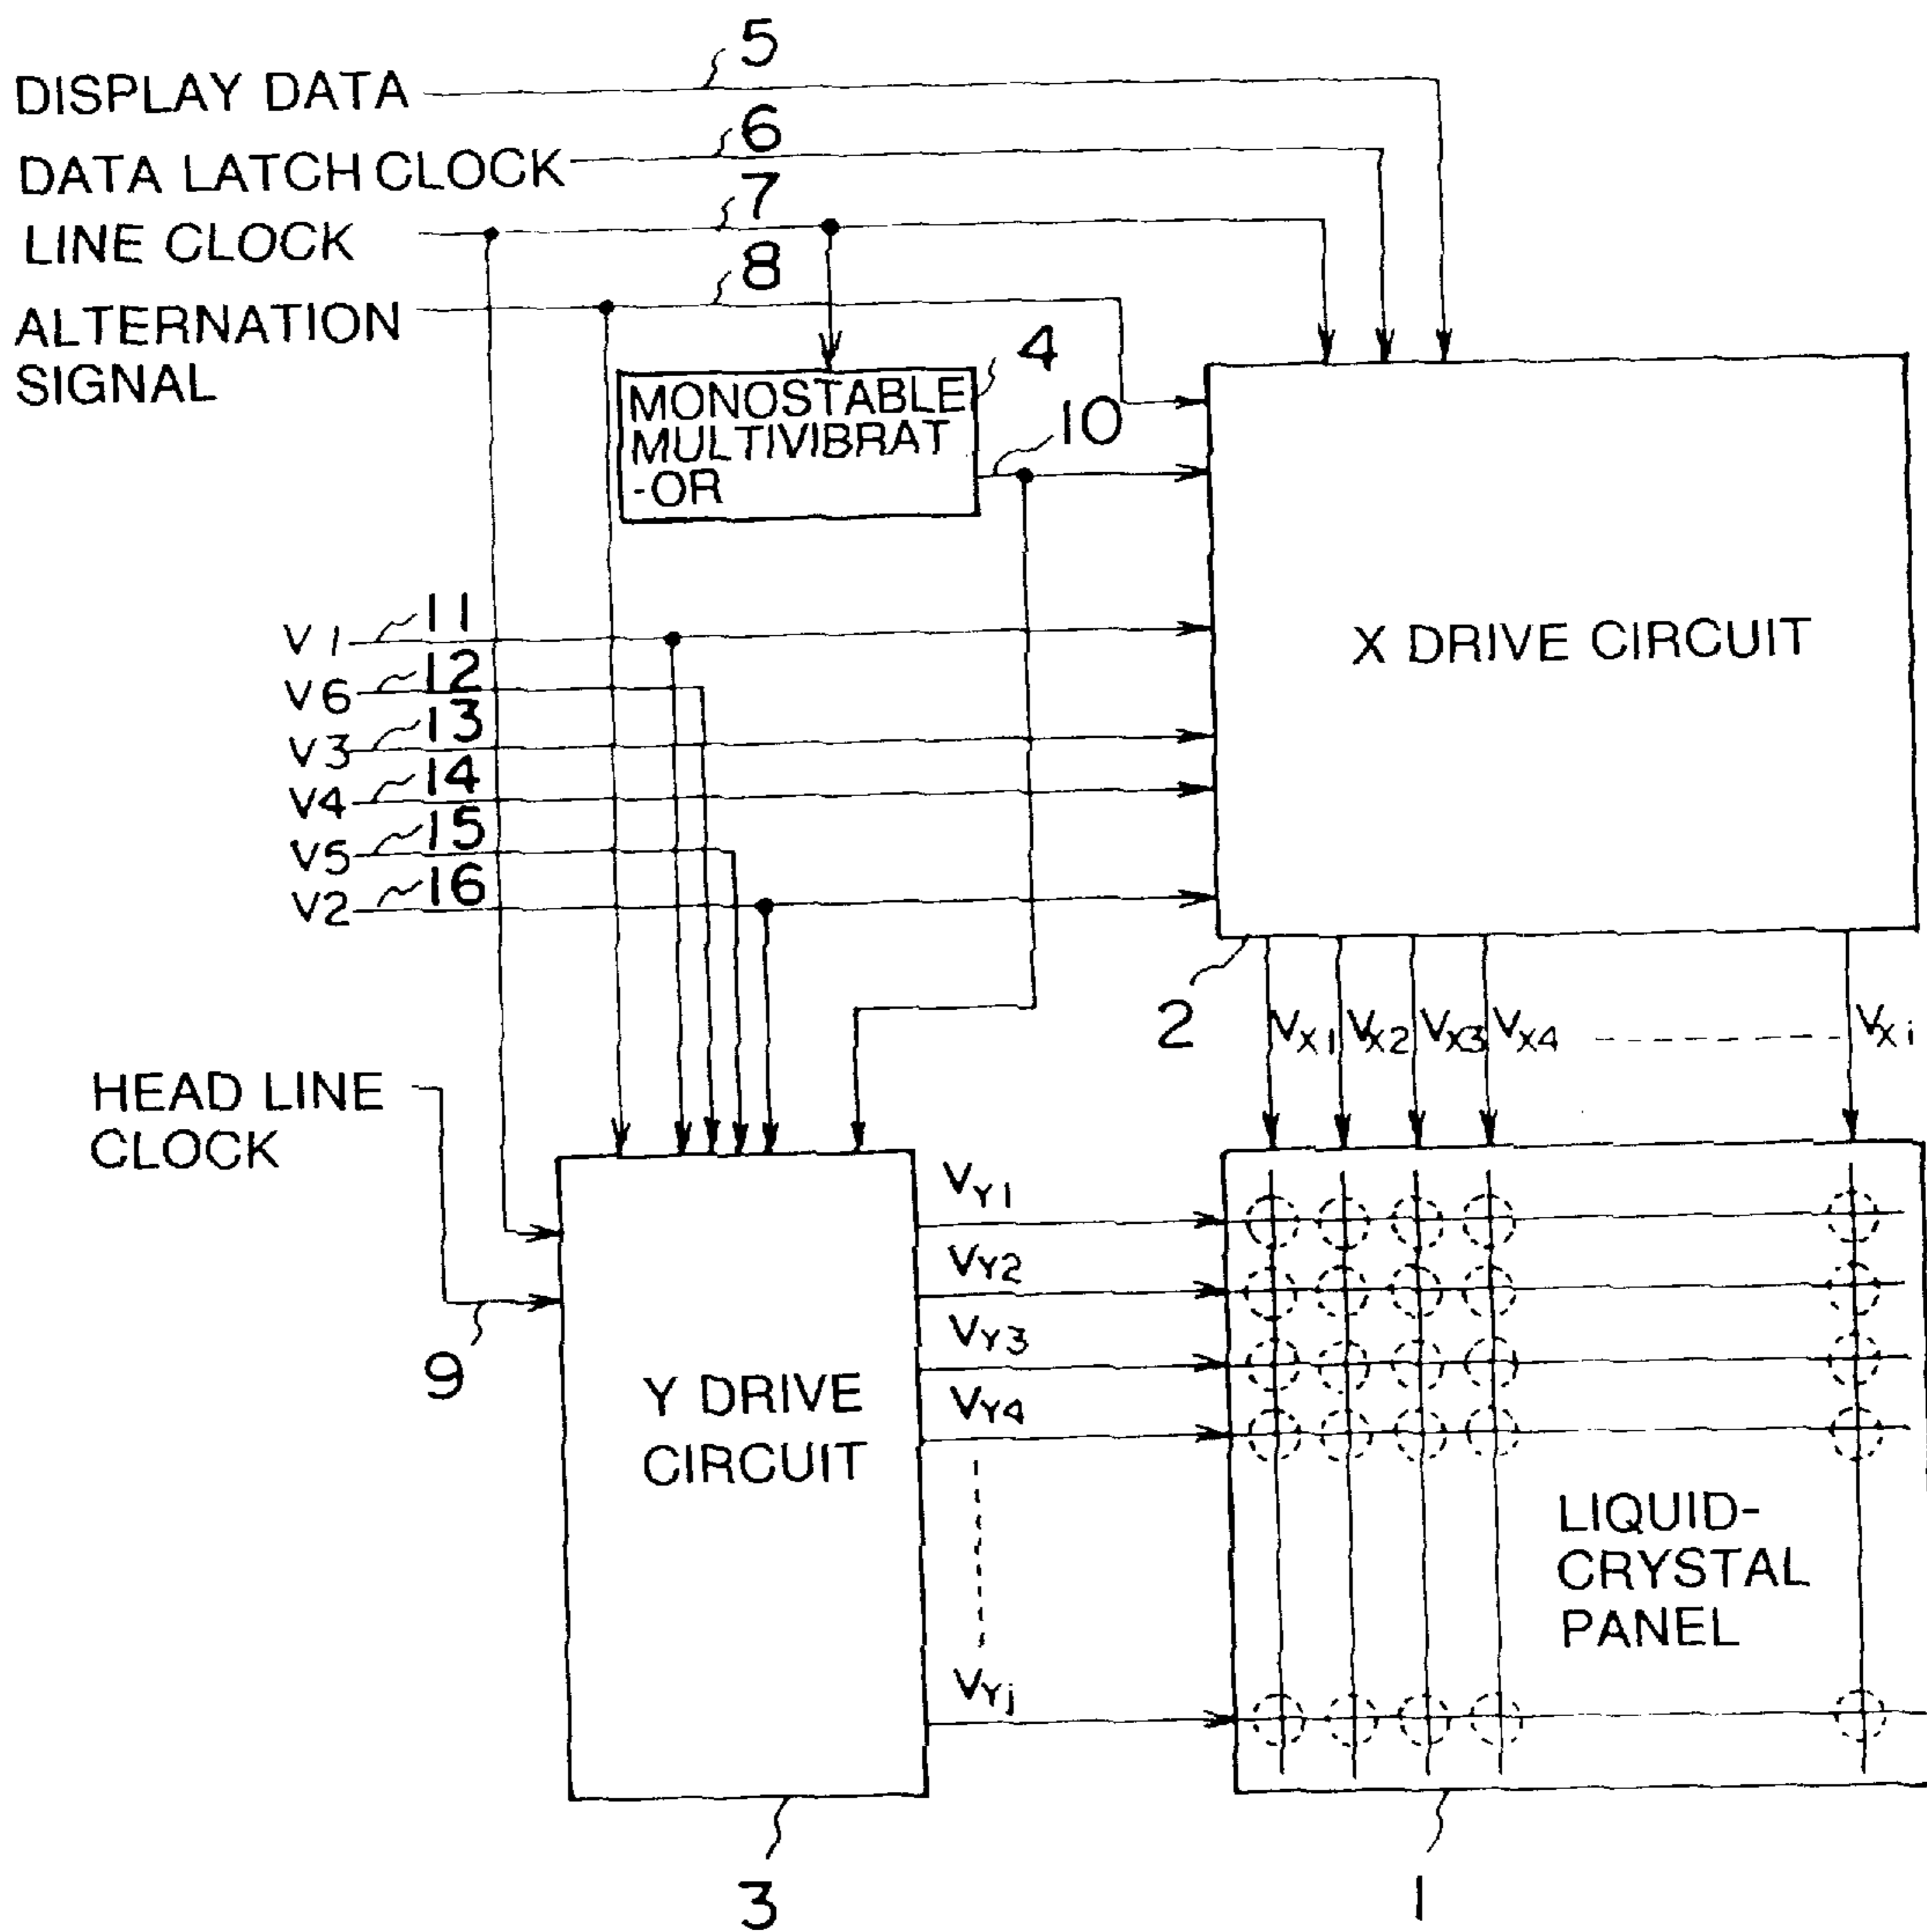 5
DISPLAY DATA
6
DATA LATCH CLOCK
7
LINE CLOCK
8
ALTERNATION
SIGNAL
4
MONOSTABLE
MULTIVIBRAT
-OR
10
X DRIVE CIRCUIT
V1
11
V6
12
V3
13
V4
14
V5
15
V2
16
2
VX1
VX2
VX3
VX4
VXi
HEAD LINE
CLOCK
9
VY1
VY2
VY3
VY4
VYj
Y DRIVE
CIRCUIT
LIQUID-
CRYSTAL
PANEL
3
1